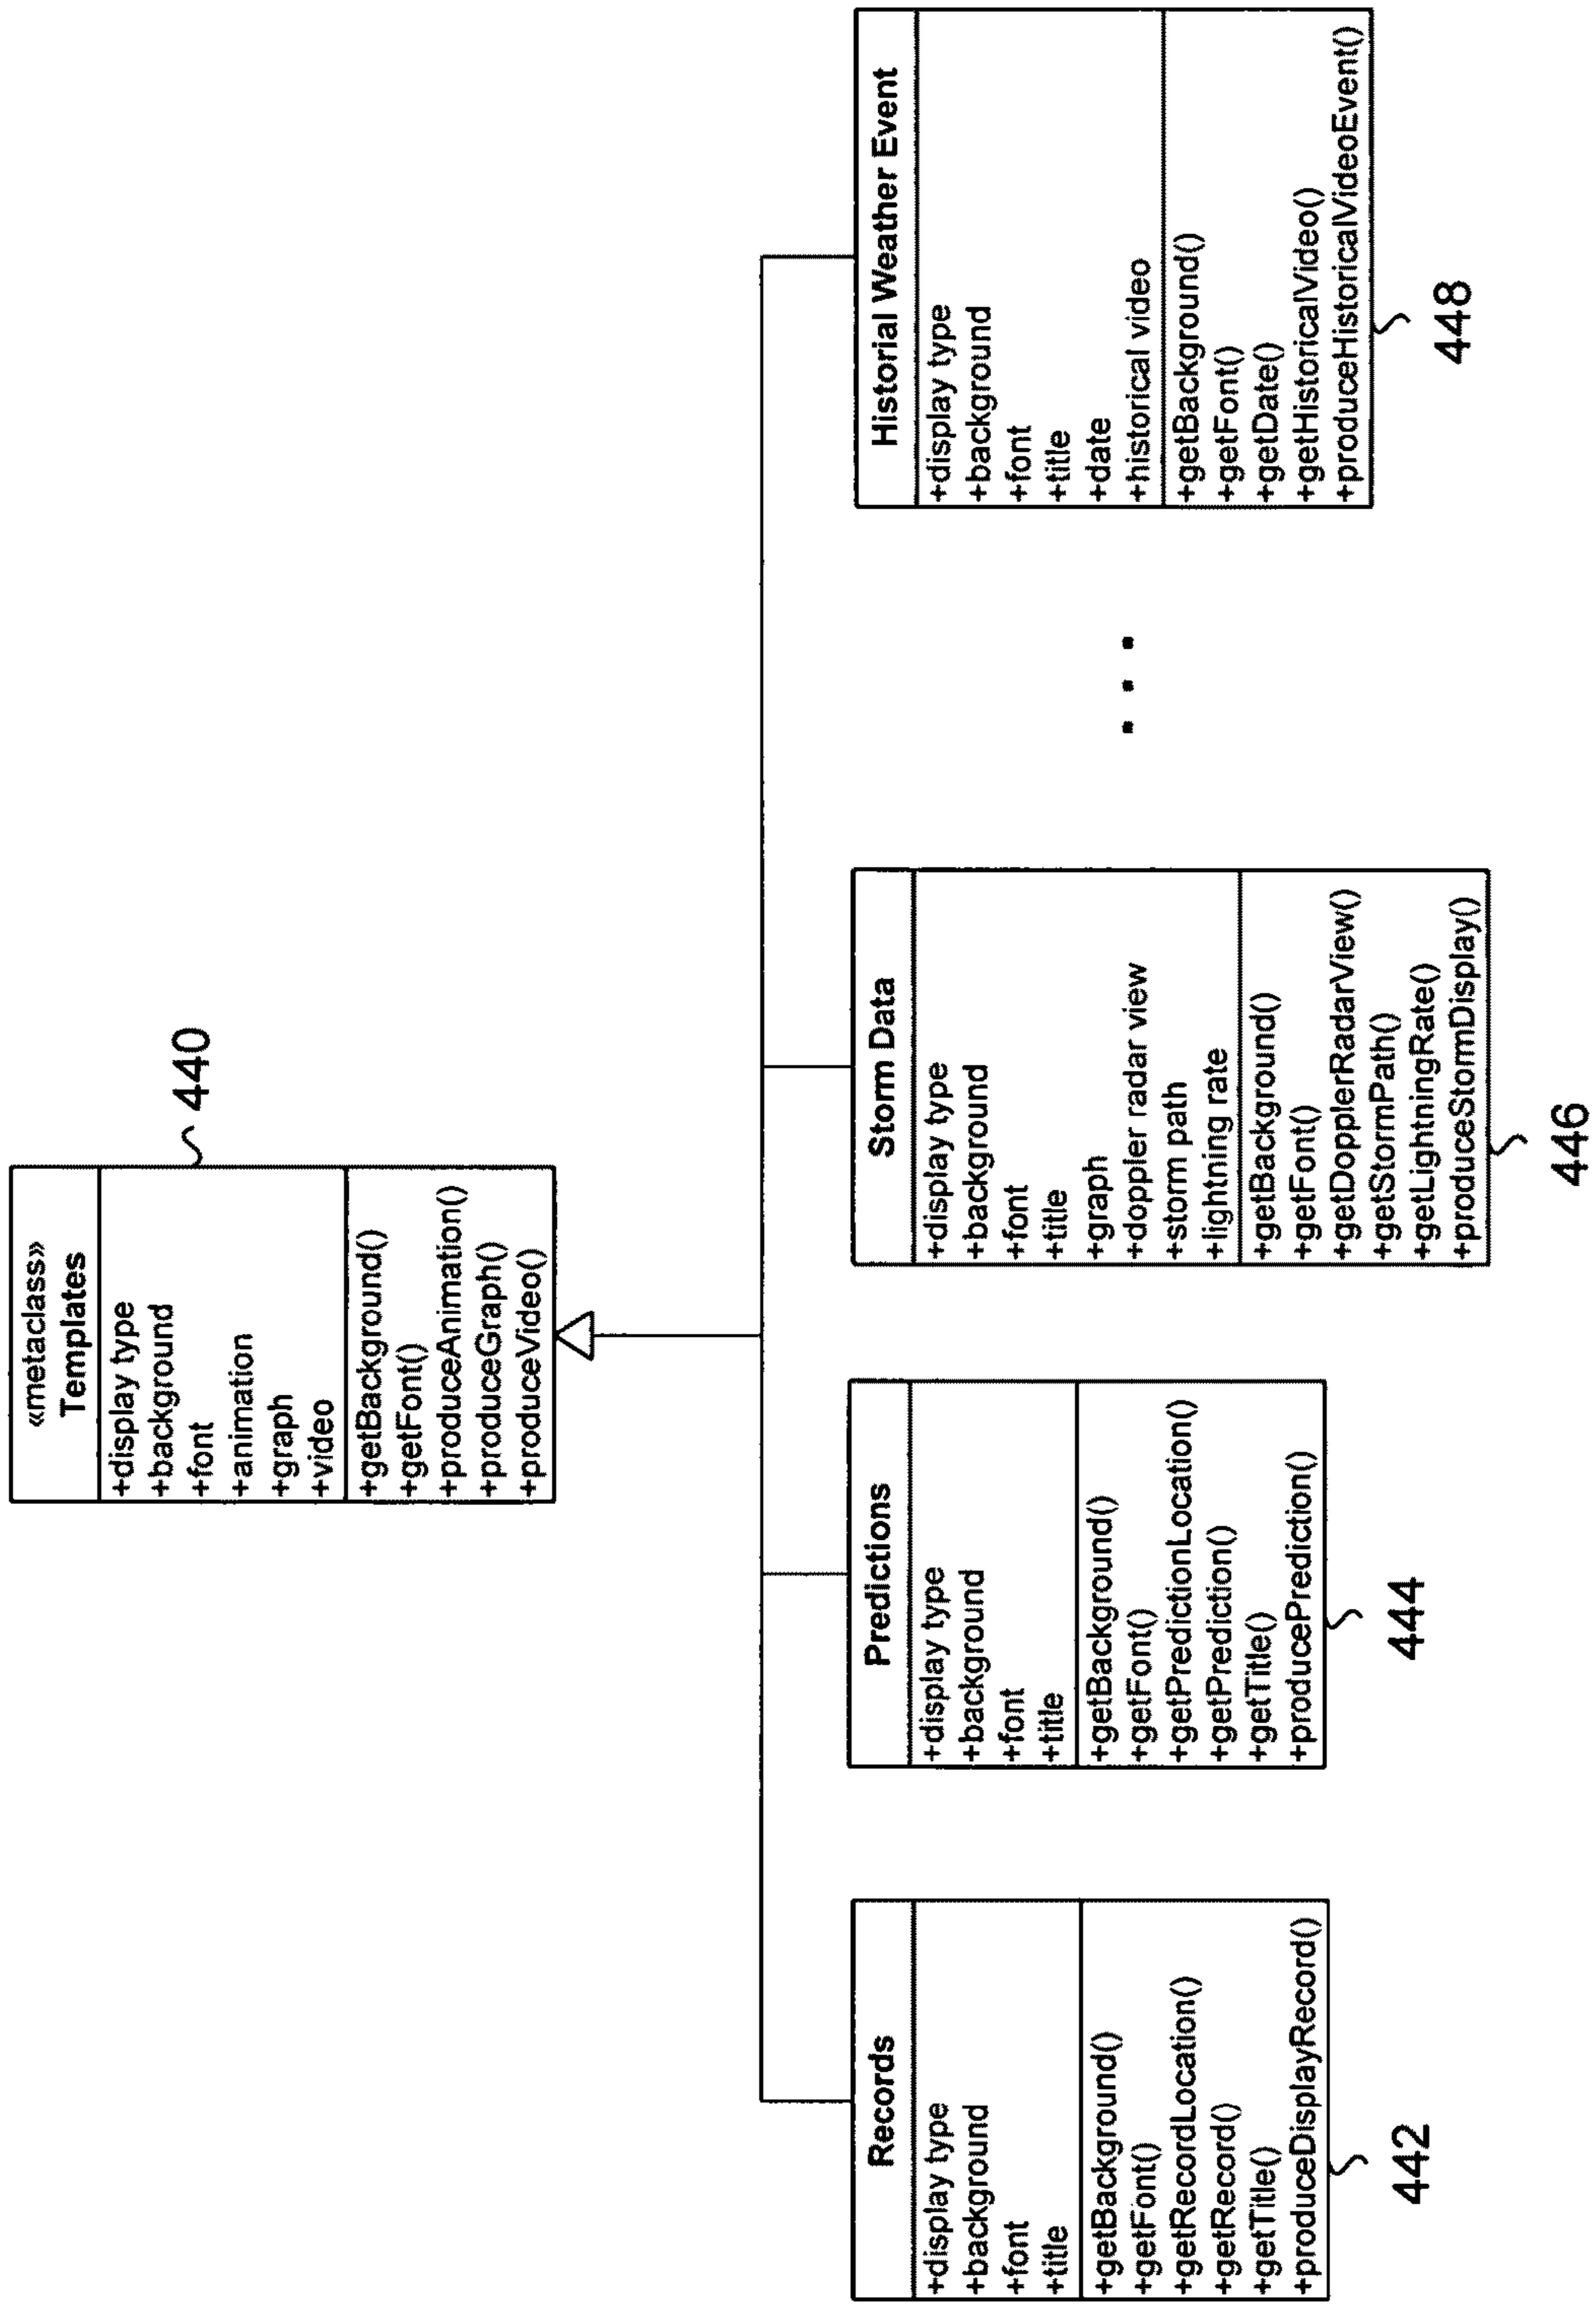 «metaclass»
Templates
+display type
+background
+font
+animation
+graph
+video
+getBackground()
+getFont()
+produceAnimation()
+produceGraph()
+produceVideo()
440
Records
+display type
+background
+font
+title
+getBackground()
+getFont()
+getRecordLocation()
+getRecord()
+getTitle()
+produceDisplayRecord()
442
Predictions
+display type
+background
+font
+title
+getBackground()
+getFont()
+getPredictionLocation()
+getPrediction()
+getTitle()
+producePrediction()
444
Storm Data
+display type
+background
+font
+title
+graph
+doppler radar view
+storm path
+lightning rate
+getBackground()
+getFont()
+getDopplerRadarView()
+getStormPath()
+getLightningRate()
+produceStormDisplay()
446
Historial Weather Event
+display type
+background
+font
+title
+date
+historical video
+getBackground()
+getFont()
+getDate()
+getHistoricalVideo()
+produceHistoricalVideoEvent()
448